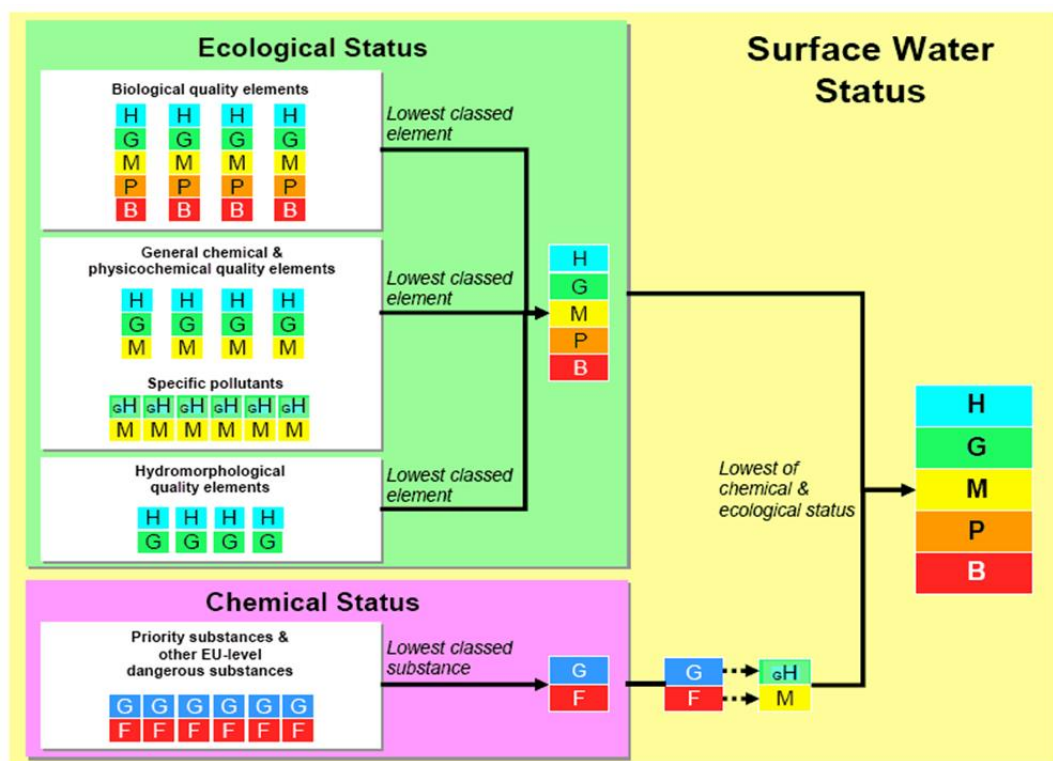 Ecological Status
Surface Water
Status
Biological quality elements
H H H H
G G G G
M M M M
P P P P
B B B B
Lowest classed
element
General chemical &
physicochemical quality elements
H H H H
G G G G
M M M M
Lowest classed
element
Specific pollutants
GH GH GH GH GH GH
M M M M M M
Hydromorphological
quality elements
H H H H
G G G G
Lowest classed
element
H
G
M
P
B
Chemical Status
Priority substances &
other EU-level
dangerous substances
G G G G G G
F F F F F F
Lowest classed
substance
G
F
G
F
GH
M
Lowest of
chemical &
ecological status
H
G
M
P
B